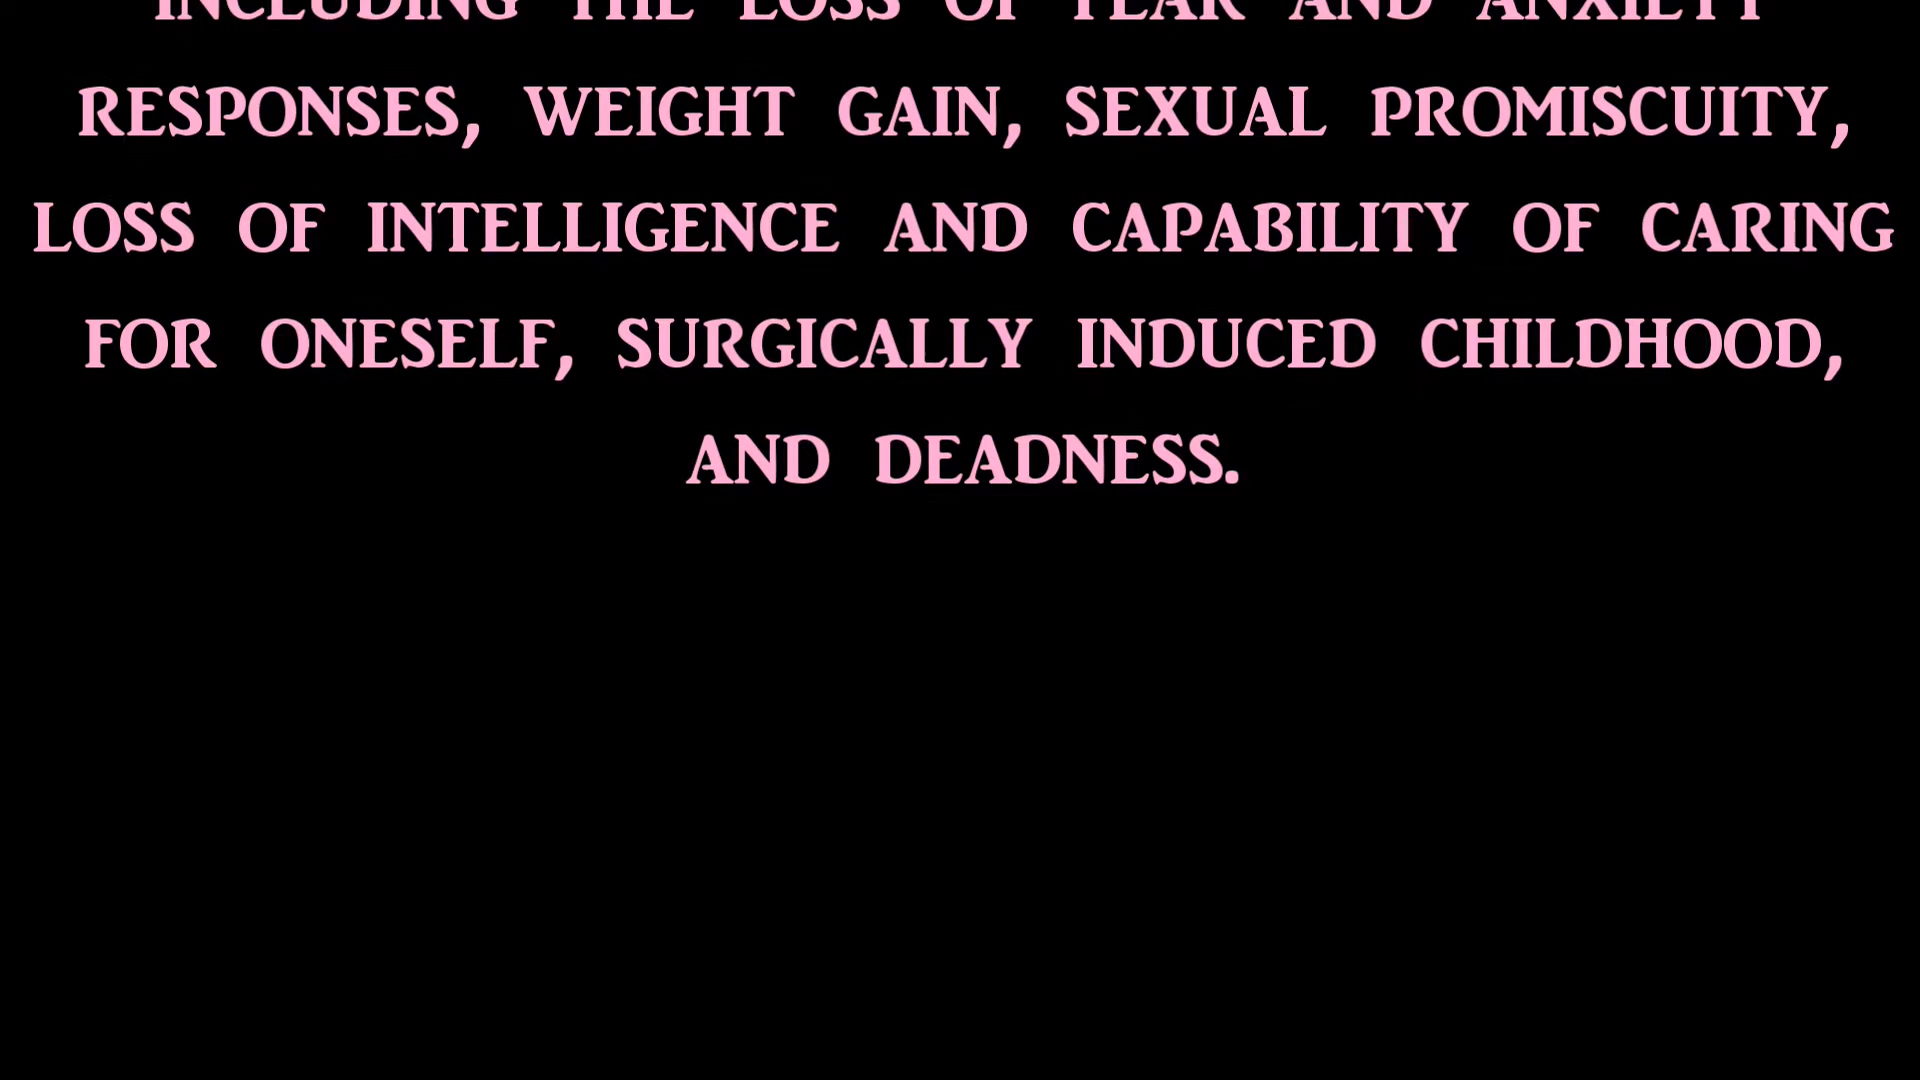 INCLUDING THE LOSS OF FEAR AND ANXIETY
RESPONSES, WEIGHT GAIN, SEXUAL PROMISCUITY,
LOSS OF INTELLIGENCE AND CAPABILITY OF CARING
FOR ONESELF, SURGICALLY INDUCED CHILDHOOD,
AND DEADNESS.